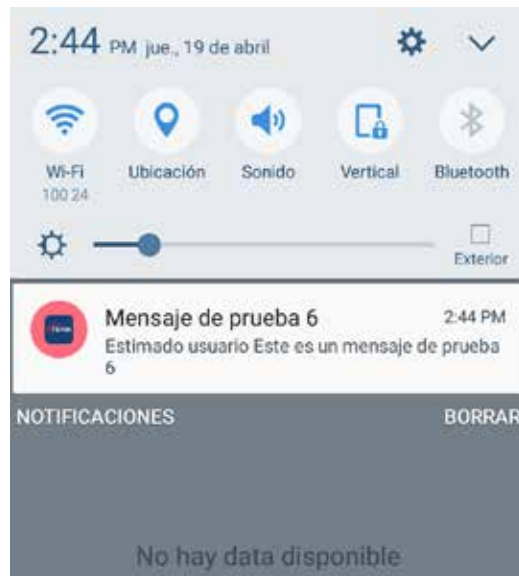 2:44 PM jue., 19 de abril
Wi-Fi Ubicación Sonido Vertical Bluetooth
100 24
Exterior
Mensaje de prueba 6 2:44 PM
Estimado usuario Este es un mensaje de prueba
6
NOTIFICACIONES BORRAR
No hay data disponible